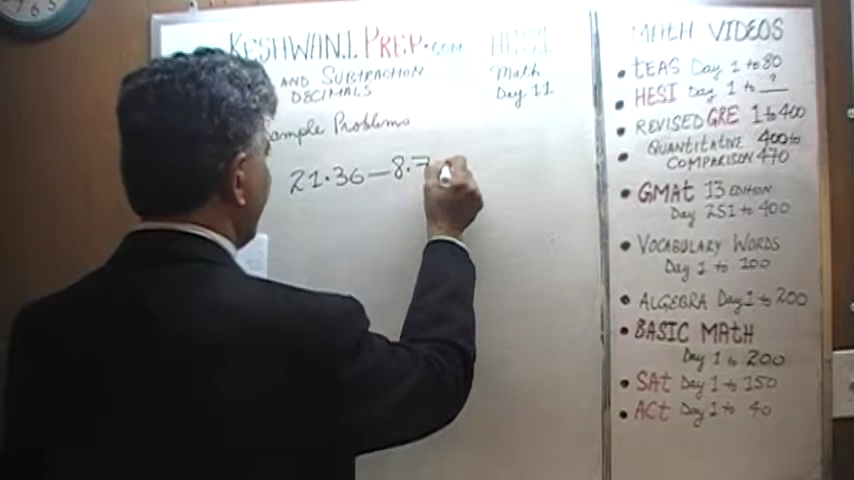 KESHWANI PREP.COM
AND SUBTRACTION
DECIMALS
Sample Problems
21.36 — 8.7
HESI
Math
Day 11
MATH VIDEOS
• TEAS Day 1 to 80
• HESI Day 1 to ?
• REVISED GRE 1 to 400
• QUANTITATIVE 400 to
COMPARISON 470
• GMAT 13 EDITION
Day 251 to 400
• VOCABULARY WORDS
Day 1 to 100
• ALGEBRA Day 1 to 200
• BASIC MATH
Day 1 to 200
• SAT Day 1 to 150
• ACT Day 1 to 40